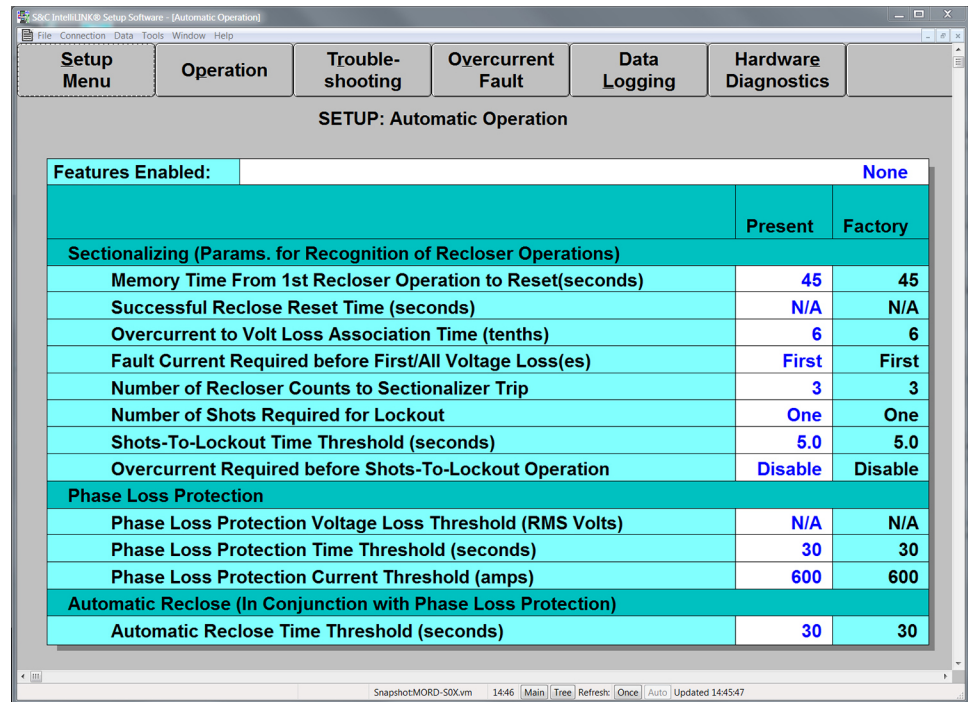 S&C IntelliLINK® Setup Software - [Automatic Operation]
File Connection Data Tools Window Help
Setup Menu Operation Trouble-shooting Overcurrent Fault Data Logging Hardware Diagnostics
SETUP: Automatic Operation
Features Enabled: None
Present Factory
Sectionalizing (Params. for Recognition of Recloser Operations)
Memory Time From 1st Recloser Operation to Reset(seconds) 45 45
Successful Reclose Reset Time (seconds) N/A N/A
Overcurrent to Volt Loss Association Time (tenths) 6 6
Fault Current Required before First/All Voltage Loss(es) First First
Number of Recloser Counts to Sectionalizer Trip 3 3
Number of Shots Required for Lockout One One
Shots-To-Lockout Time Threshold (seconds) 5.0 5.0
Overcurrent Required before Shots-To-Lockout Operation Disable Disable
Phase Loss Protection
Phase Loss Protection Voltage Loss Threshold (RMS Volts) N/A N/A
Phase Loss Protection Time Threshold (seconds) 30 30
Phase Loss Protection Current Threshold (amps) 600 600
Automatic Reclose (In Conjunction with Phase Loss Protection)
Automatic Reclose Time Threshold (seconds) 30 30
Snapshot:MORD-S0X.vm 14:46 Main Tree Refresh: Once Auto Updated 14:45:47